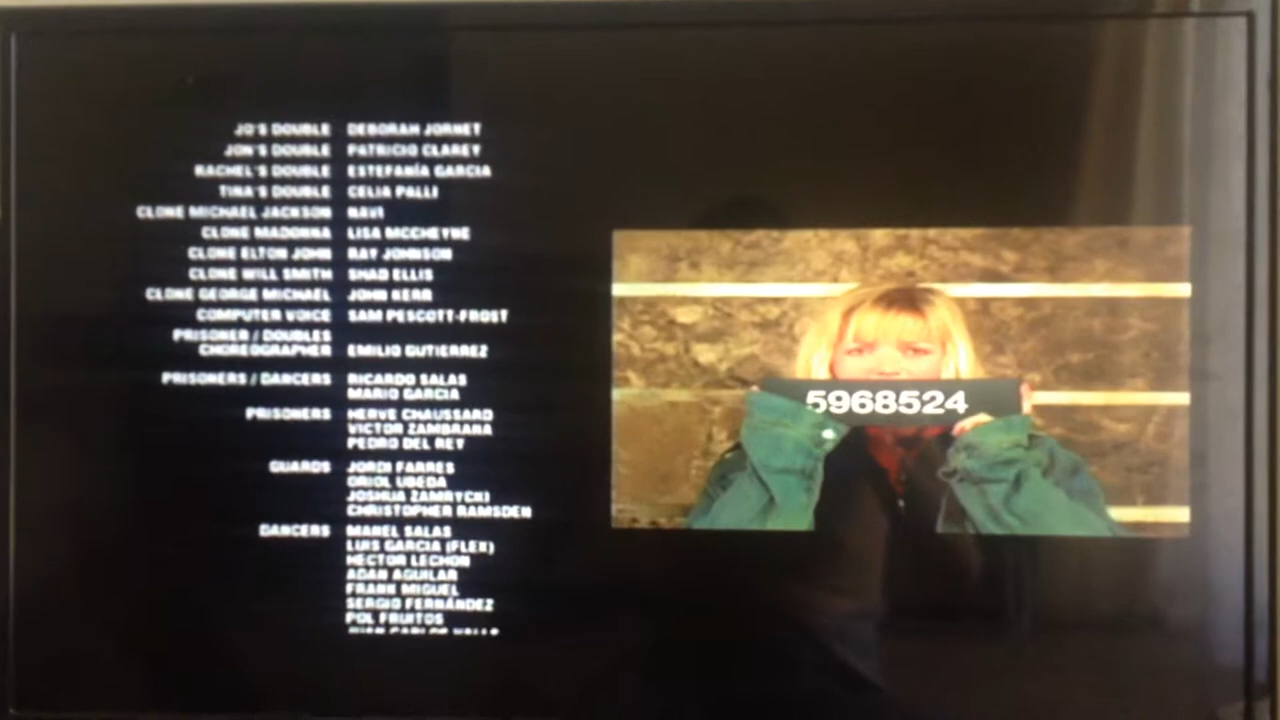 JO'S DOUBLE DEBORAH JORNET
JON'S DOUBLE PATRICIO CLAREY
RACHEL'S DOUBLE ESTEFANÍA GARCIA
TINA'S DOUBLE CELIA PALLI
CLONE MICHAEL JACKSON NAVI
CLONE MADONNA LISA MCCHEYNE
CLONE ELTON JOHN RAY JOHNSON
CLONE WILL SMITH SHAD ELLIS
CLONE GEORGE MICHAEL JOHN KERR
COMPUTER VOICE SAM PESCOTT-FROST
PRISONER / DOUBLES
CHOREOGRAPHER EMILIO GUTIERREZ
PRISONERS / DANCERS RICARDO SALAS
MARIO GARCIA
PRISONERS HERVE CHAUSSARD
VICTOR ZAMBRANA
PEDRO DEL REY
GUARDS JORDI FARRES
ORIOL UBEDA
JOSHUA ZAMRYCKI
CHRISTOPHER RAMSDEN
DANCERS MANEL SALAS
LUIS GARCIA (FLEX)
HECTOR LECHON
ADAN AGUILAR
FRANK MIGUEL
SERGIO FERNÁNDEZ
POL FRUITOS
5968524